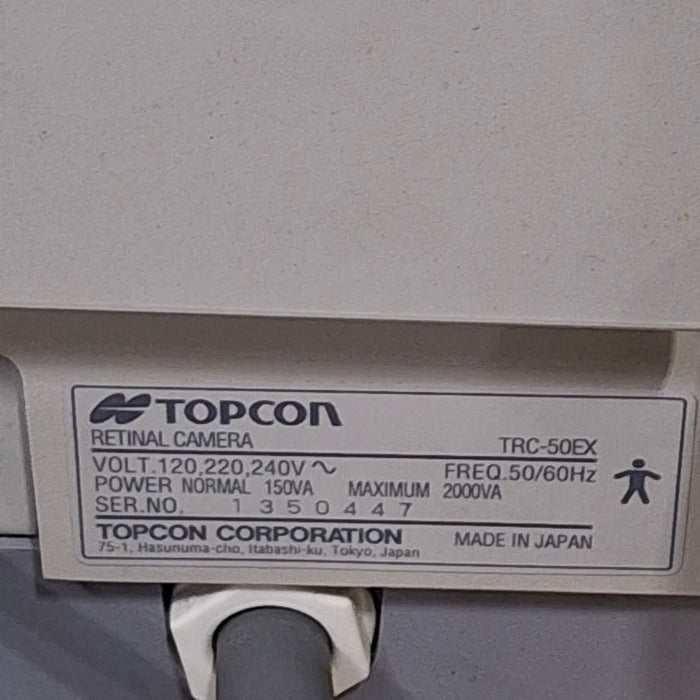 TOPCON
RETINAL CAMERA TRC-50EX
VOLT.120,220,240V∿ FREQ.50/60Hz
POWER NORMAL 150VA MAXIMUM 2000VA
SER.NO. 1350447
TOPCON CORPORATION MADE IN JAPAN
75-1, Hasunuma-cho, Itabashi-ku, Tokyo, Japan